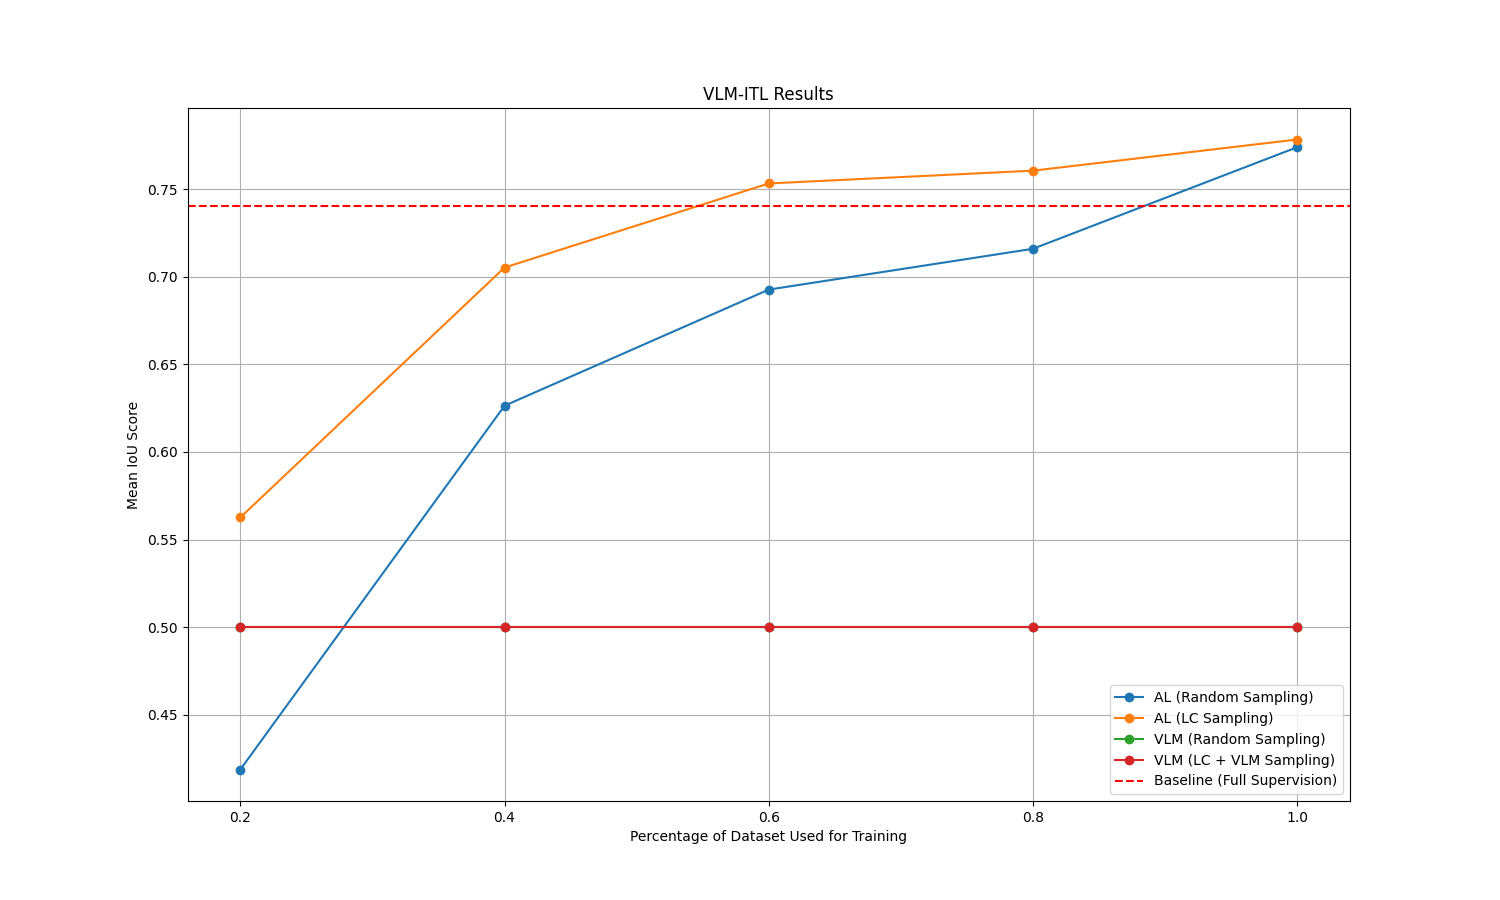 VLM-ITL Results
Mean IoU Score
0.75
0.70
0.65
0.60
0.55
0.50
0.45
0.2 0.4 0.6 0.8 1.0
Percentage of Dataset Used for Training
AL (Random Sampling)
AL (LC Sampling)
VLM (Random Sampling)
VLM (LC + VLM Sampling)
Baseline (Full Supervision)